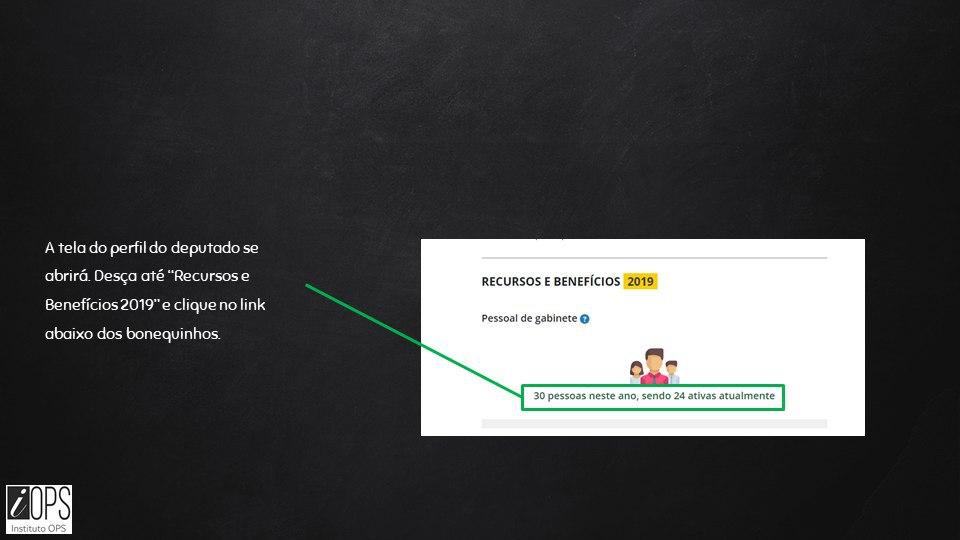 A tela do perfil do deputado se
abrirá. Desça até “Recursos e
Benefícios 2019” e clique no link
abaixo dos bonequinhos.
RECURSOS E BENEFÍCIOS 2019
Pessoal de gabinete ?
30 pessoas neste ano, sendo 24 ativas atualmente
iOPS
Instituto OPS